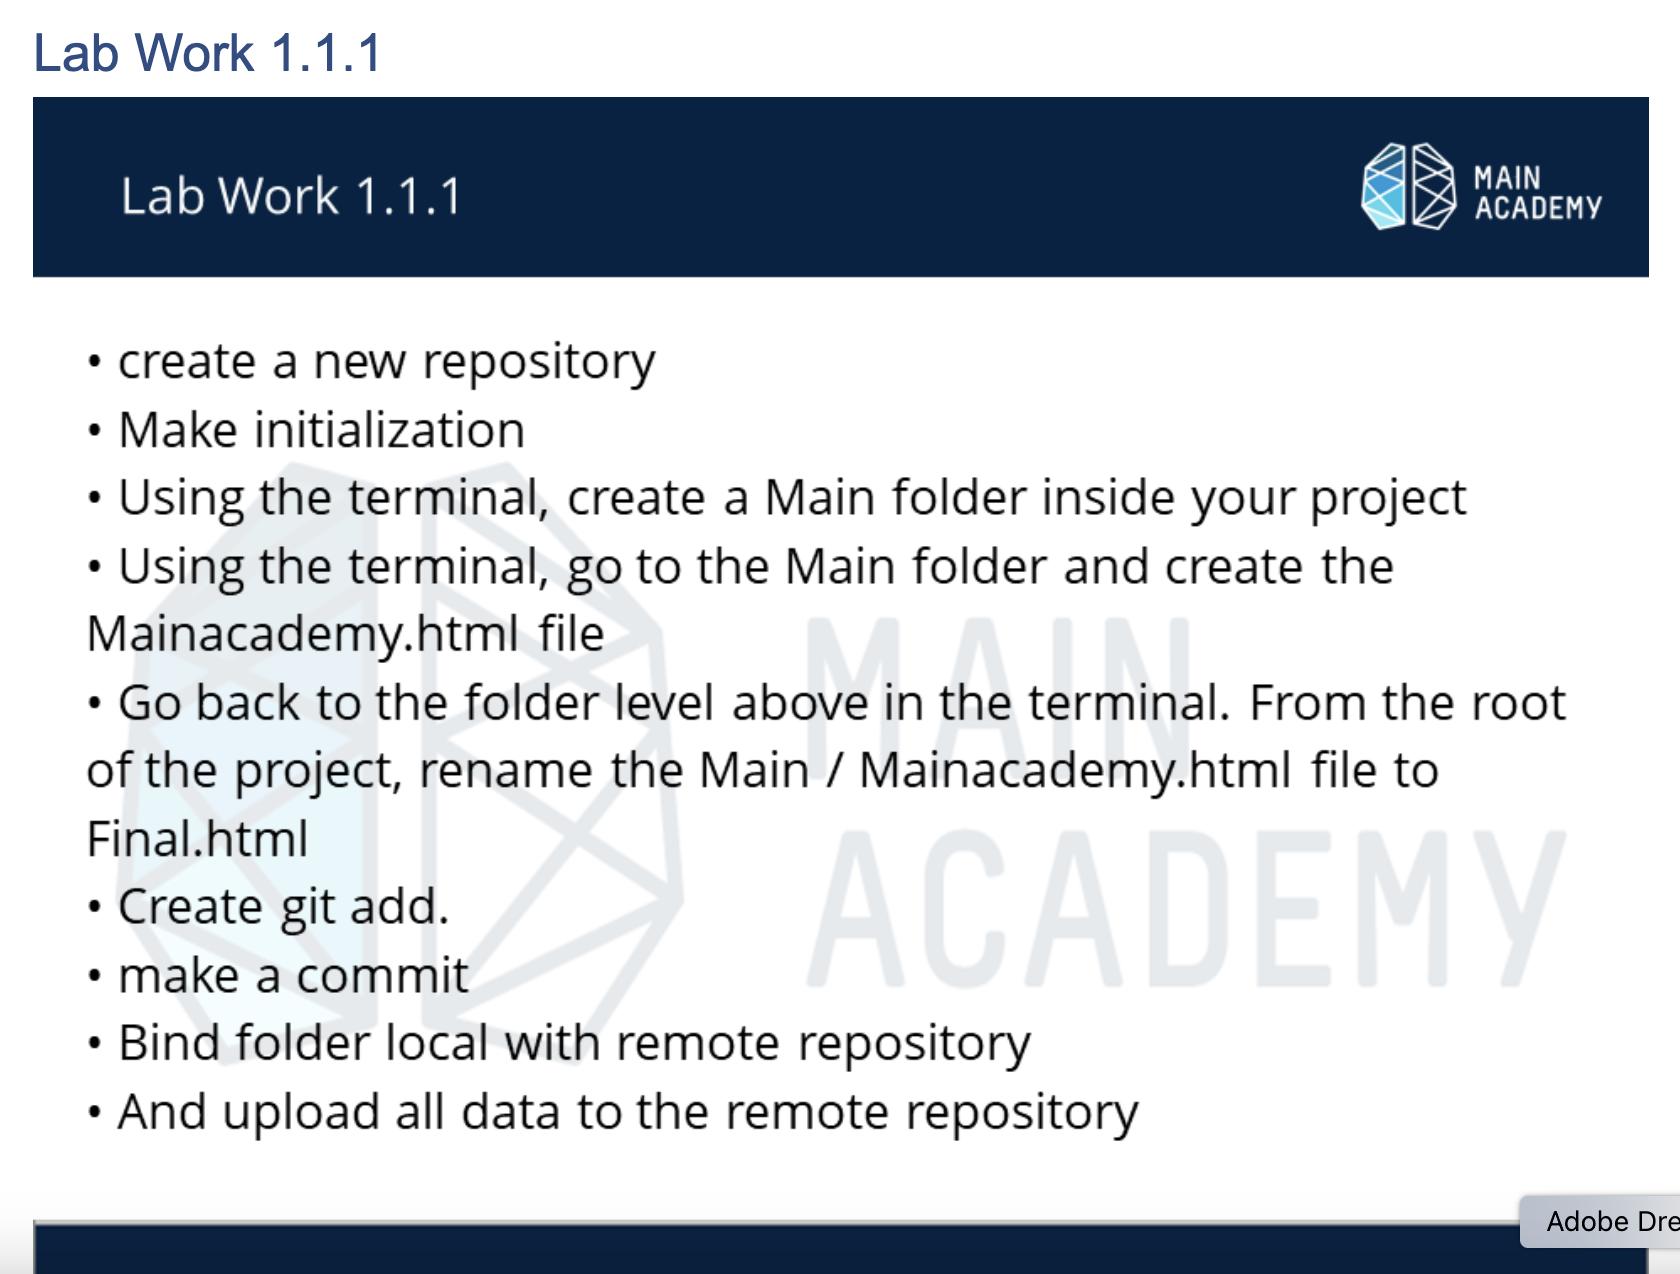 Lab Work 1.1.1
Lab Work 1.1.1
MAIN
ACADEMY
• create a new repository
• Make initialization
• Using the terminal, create a Main folder inside your project
• Using the terminal, go to the Main folder and create the
Mainacademy.html file
• Go back to the folder level above in the terminal. From the root
of the project, rename the Main / Mainacademy.html file to
Final.html
• Create git add.
• make a commit
• Bind folder local with remote repository
• And upload all data to the remote repository
MAIN
ACADEMY
Adobe Dre